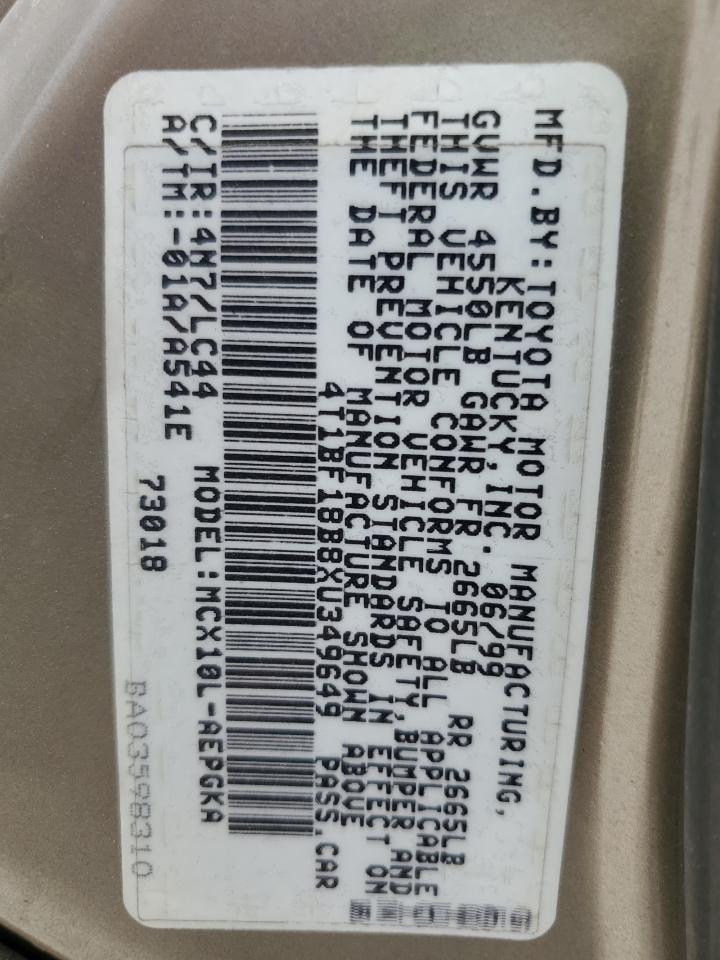 MFD.BY:TOYOTA MOTOR MANUFACTURING,
KENTUCKY,INC. 06/99
GVWR 4550LB GAWR FR 2665LB RR 2665LB
THIS VEHICLE CONFORMS TO ALL APPLICABLE
FEDERAL MOTOR VEHICLE SAFETY,BUMPER AND
THEFT PREVENTION STANDARDS IN EFFECT ON
THE DATE OF MANUFACTURE SHOWN ABOVE.
4T1BF18B8XU349649 PASS.CAR
C/TR:4M7/LC44 MODEL:MCX10L-AEPGKA
A/TM:-01A/A541E
73018
BA03598310